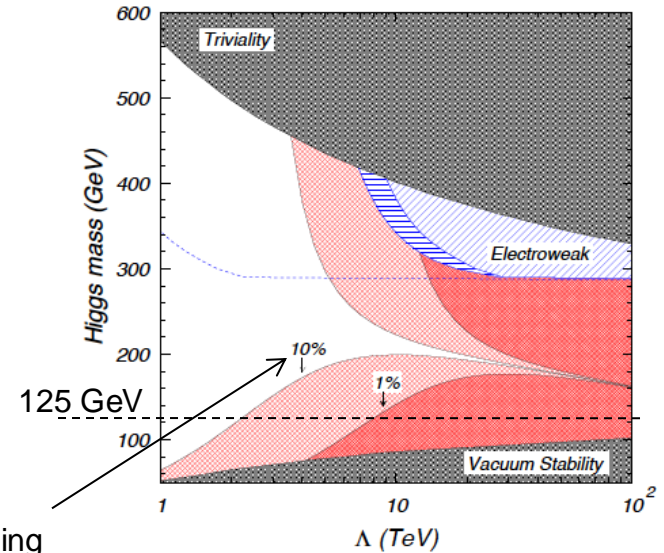 600
Triviality
500
Higgs mass (GeV)
400
Electroweak
300
200
10%
1%
125 GeV
100
Vacuum Stability
1
10
10²
ing
Λ (TeV)